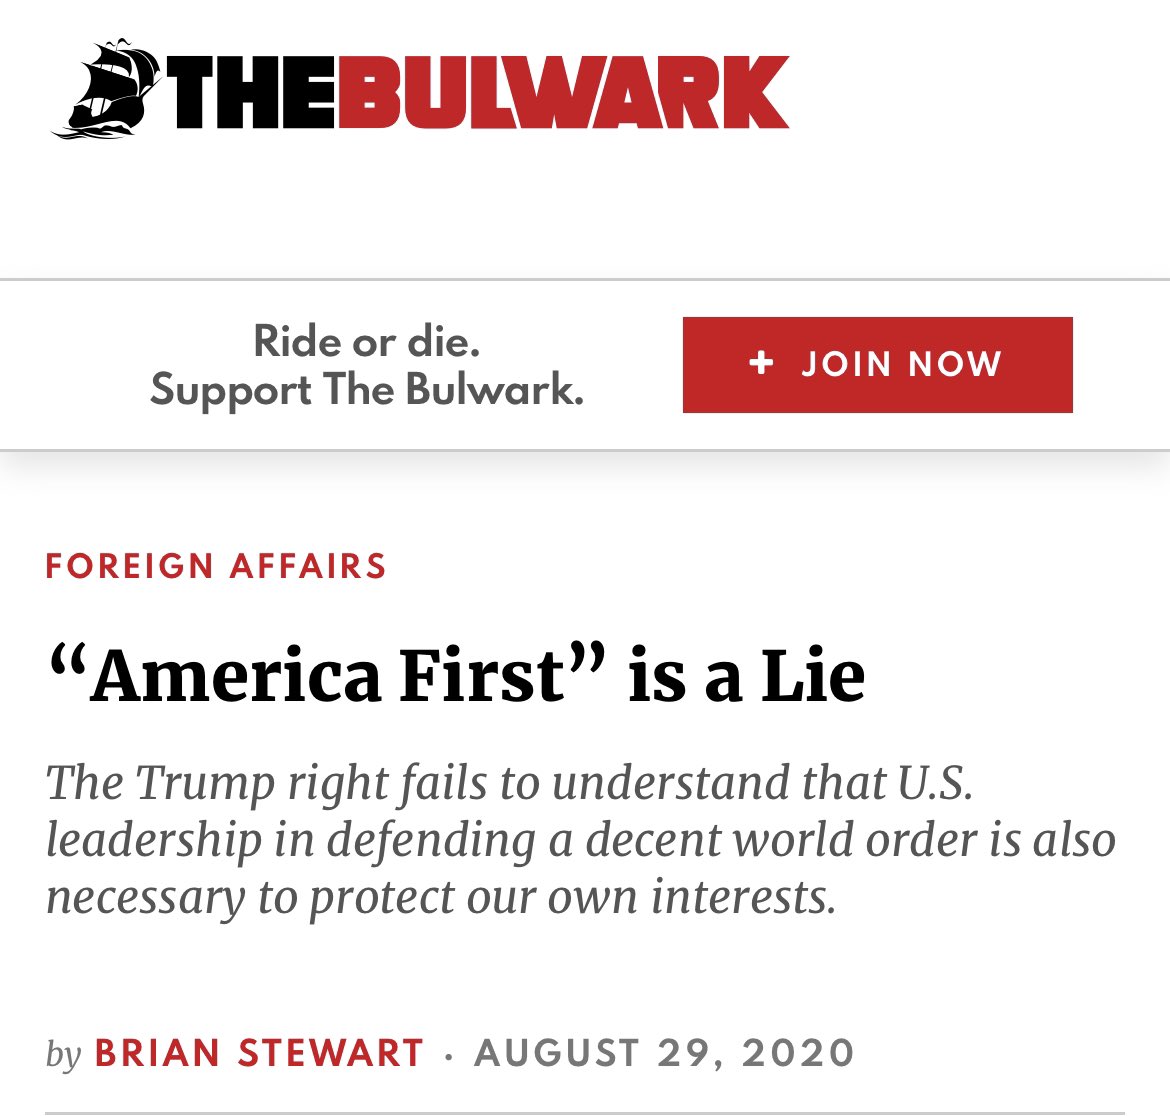 THEBULWARK
Ride or die.
Support The Bulwark.
+ JOIN NOW
FOREIGN AFFAIRS
“America First” is a Lie
The Trump right fails to understand that U.S.
leadership in defending a decent world order is also
necessary to protect our own interests.
by BRIAN STEWART · AUGUST 29, 2020